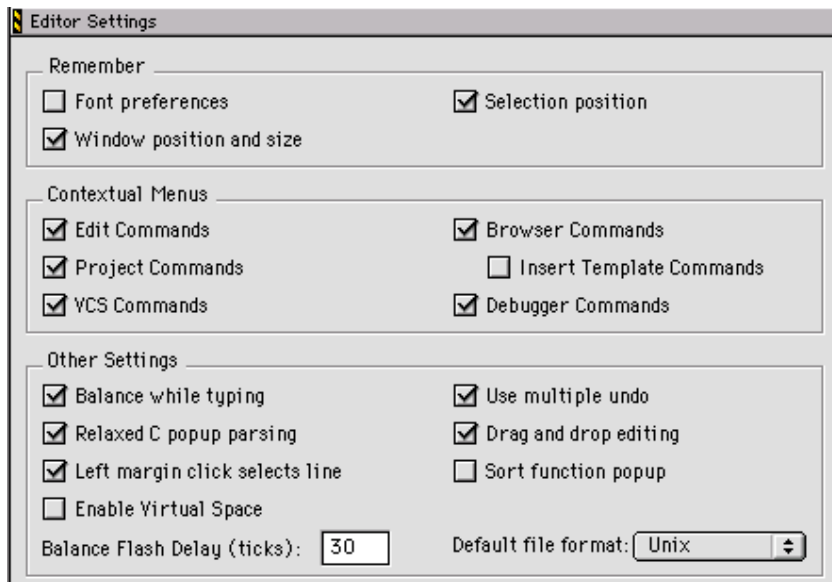 Editor Settings
Remember
Font preferences
Selection position
Window position and size
Contextual Menus
Edit Commands
Browser Commands
Project Commands
Insert Template Commands
VCS Commands
Debugger Commands
Other Settings
Balance while typing
Use multiple undo
Relaxed C popup parsing
Drag and drop editing
Left margin click selects line
Sort function popup
Enable Virtual Space
Balance Flash Delay (ticks): 30
Default file format: Unix